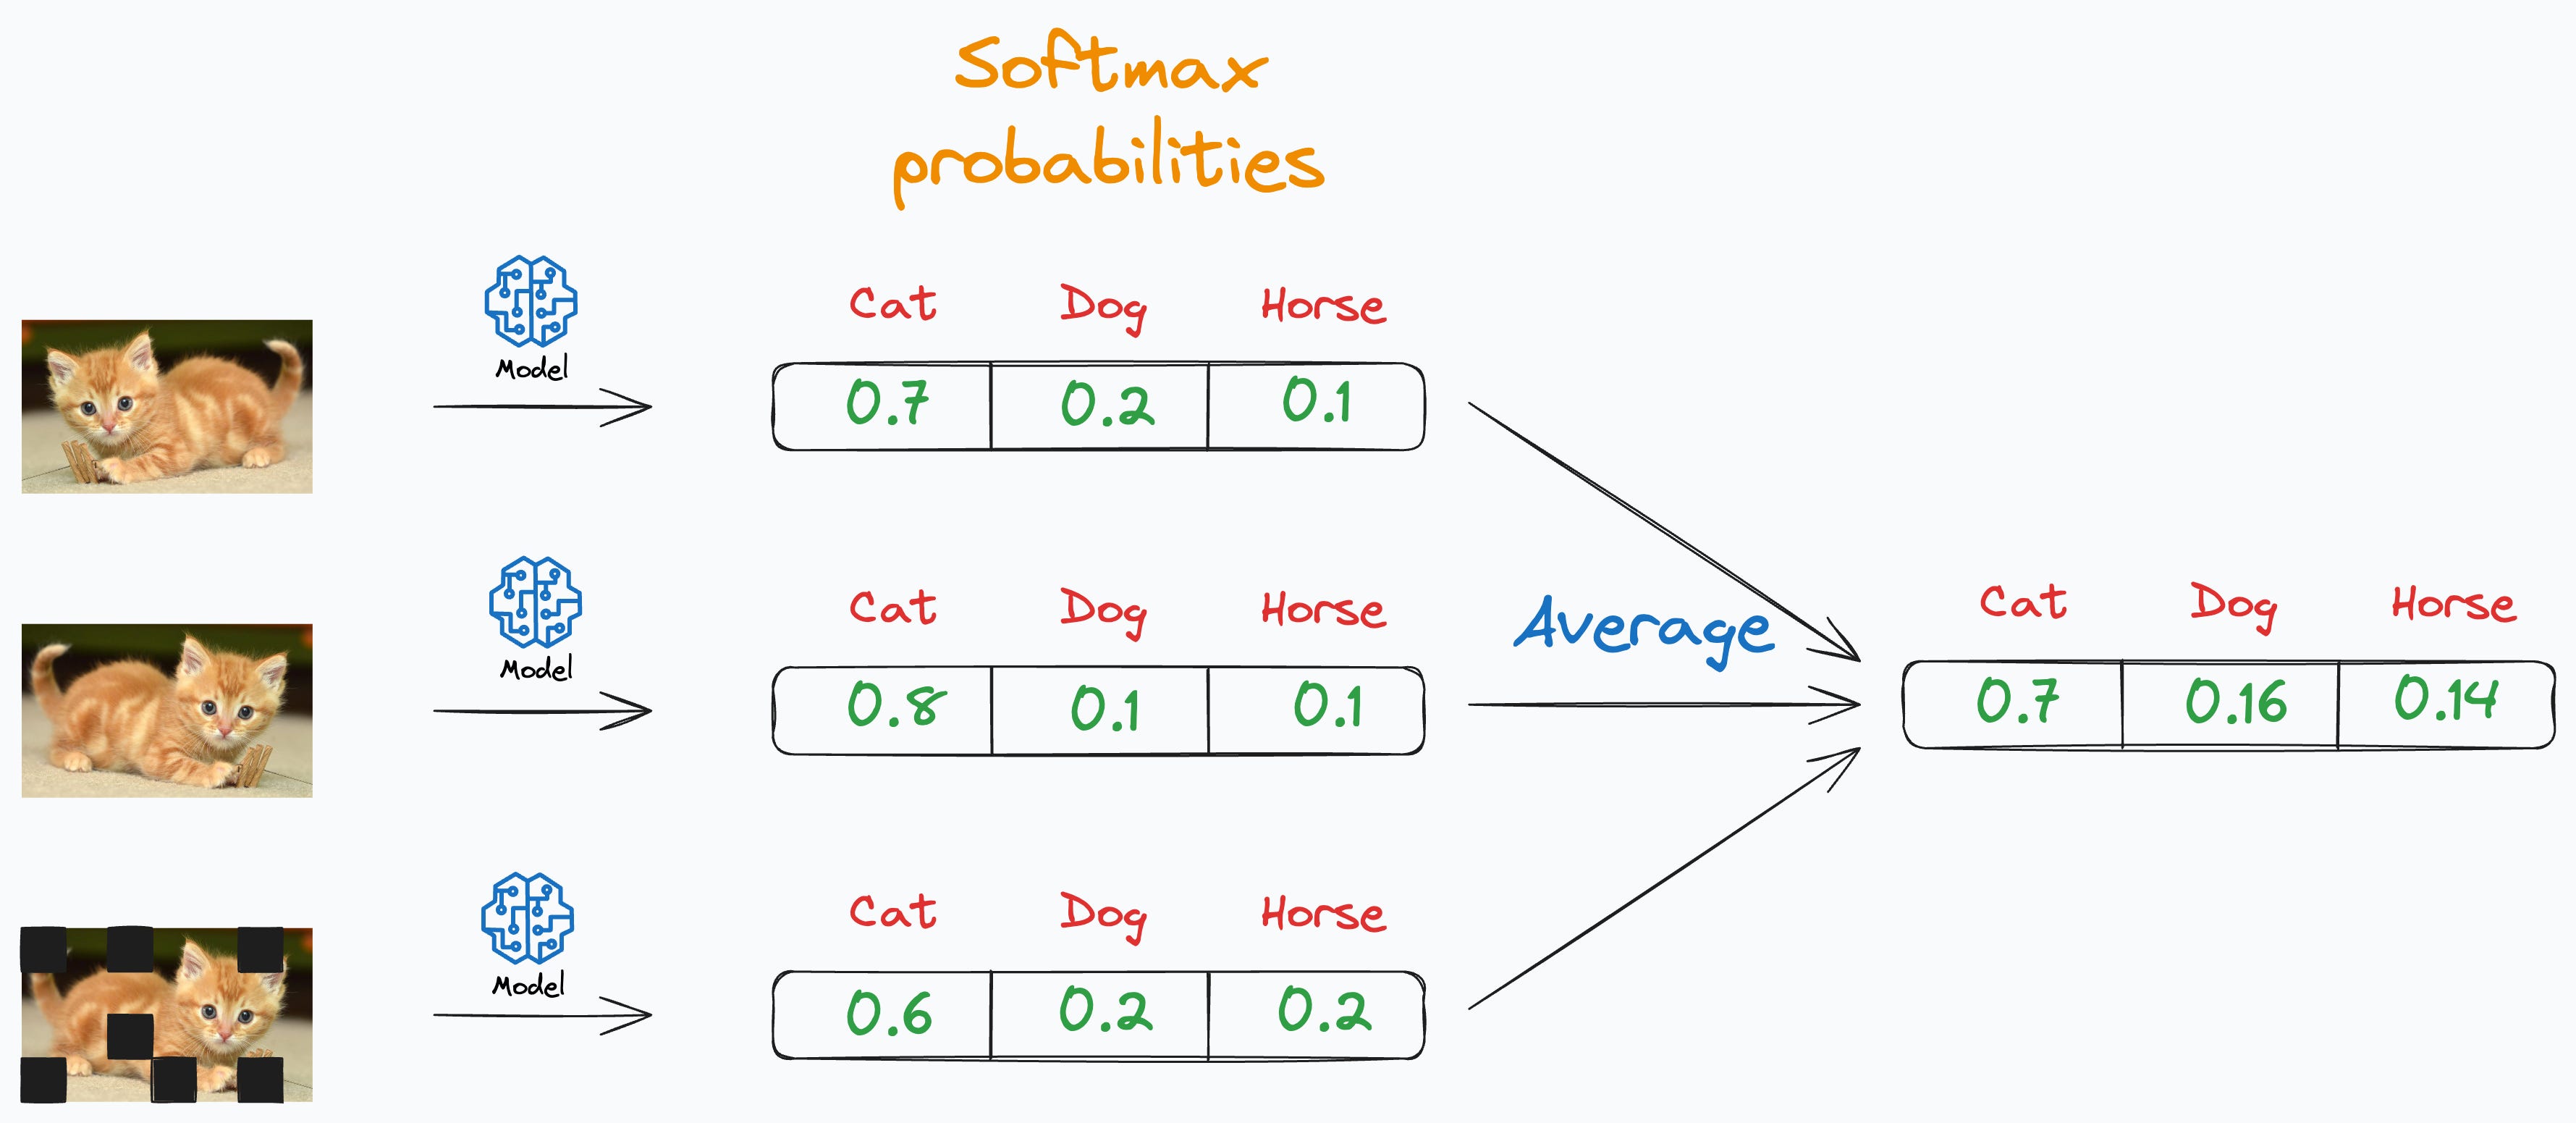 Softmax
probabilities
Model
Cat Dog Horse
0.7 0.2 0.1
Model
Cat Dog Horse
0.8 0.1 0.1
Average
Cat Dog Horse
0.7 0.16 0.14
Model
Cat Dog Horse
0.6 0.2 0.2